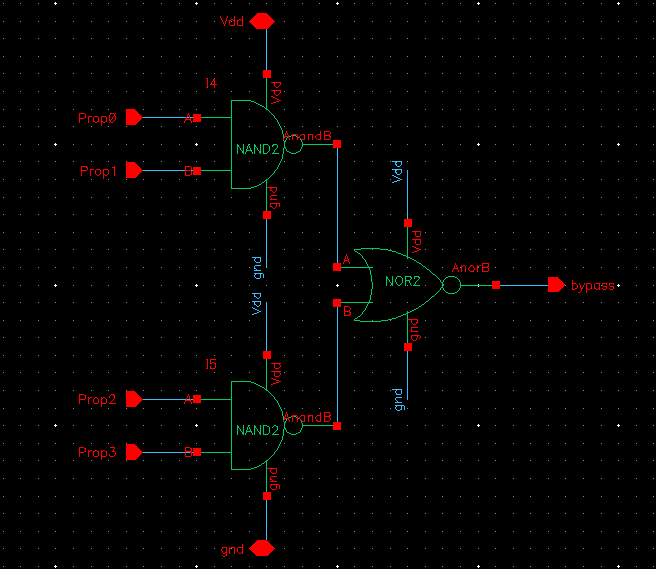 Vdd
I4
Vdd
Prop0
A
AnandB
NAND2
Prop1
B
gnd
Vdd
Vdd
gnd
A
AnorB
NOR2
bypass
Vdd
B
gnd
I5
Vdd
gnd
Prop2
A
AnandB
NAND2
Prop3
B
gnd
gnd